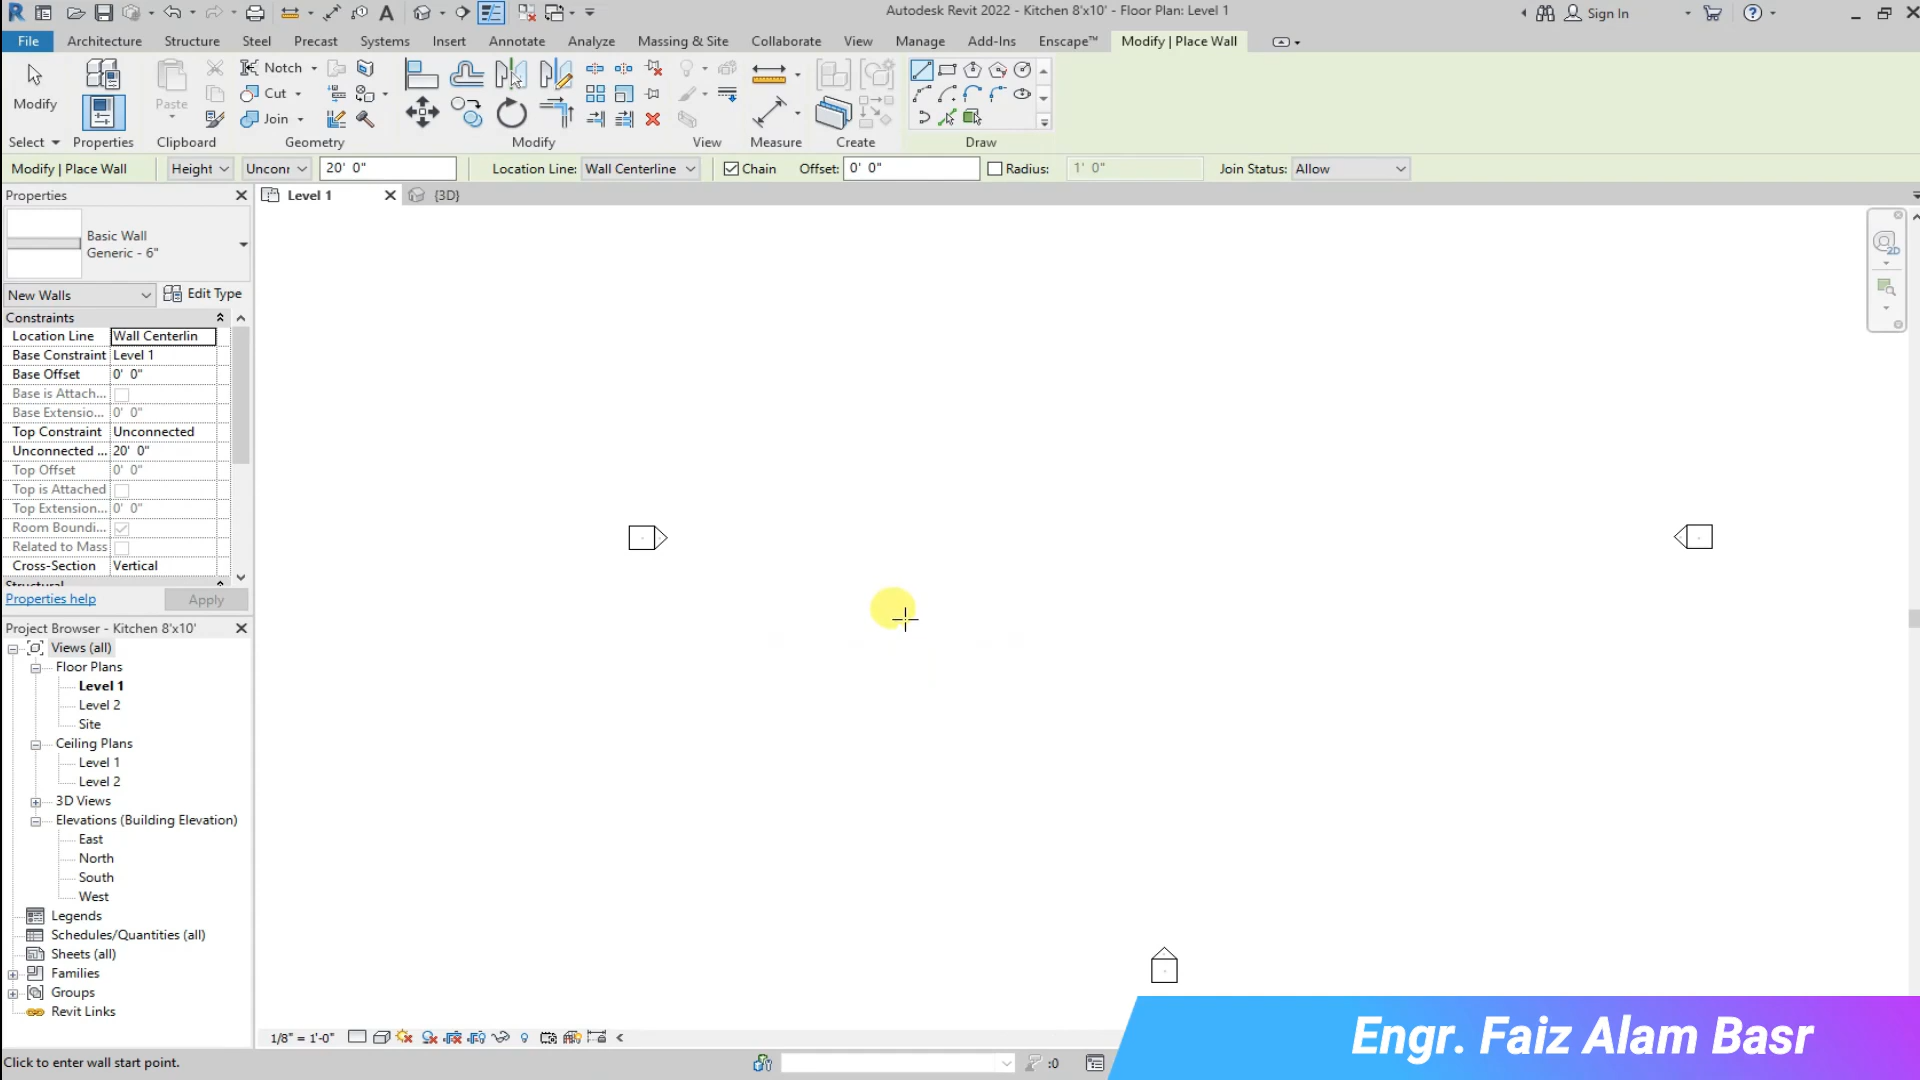 Autodesk Revit 2022 - Kitchen 8'x10' - Floor Plan: Level 1
Sign In
File Architecture Structure Steel Precast Systems Insert Annotate Analyze Massing & Site Collaborate View Manage Add-Ins Enscape™ Modify | Place Wall
Modify
Paste
Notch
Cut
Join
Select Properties Clipboard Geometry Modify View Measure Create Draw
Modify | Place Wall Height Unconr 20' 0" Location Line: Wall Centerline Chain Offset: 0' 0" Radius: 1' 0" Join Status: Allow
Properties
Level 1
{3D}
Basic Wall
Generic - 6"
New Walls Edit Type
Constraints
Location Line Wall Centerlin
Base Constraint Level 1
Base Offset 0' 0"
Base is Attach...
Base Extensio... 0' 0"
Top Constraint Unconnected
Unconnected ... 20' 0"
Top Offset 0' 0"
Top is Attached
Top Extension... 0' 0"
Room Boundi...
Related to Mass
Cross-Section Vertical
Structural
Properties help Apply
Project Browser - Kitchen 8'x10'
Views (all)
Floor Plans
Level 1
Level 2
Site
Ceiling Plans
Level 1
Level 2
3D Views
Elevations (Building Elevation)
East
North
South
West
Legends
Schedules/Quantities (all)
Sheets (all)
Families
Groups
Revit Links
2D
1/8" = 1'-0"
Click to enter wall start point.
:0
Engr. Faiz Alam Basr